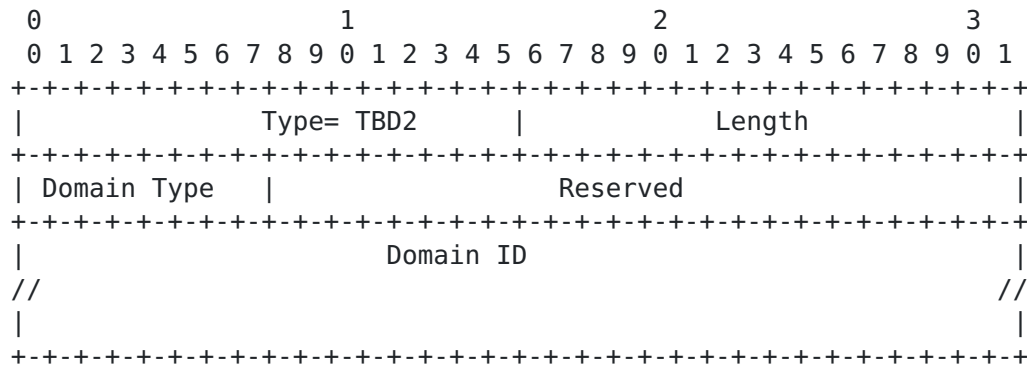 0                   1                   2                   3
 0 1 2 3 4 5 6 7 8 9 0 1 2 3 4 5 6 7 8 9 0 1 2 3 4 5 6 7 8 9 0 1
+-+-+-+-+-+-+-+-+-+-+-+-+-+-+-+-+-+-+-+-+-+-+-+-+-+-+-+-+-+-+-+-+
|               Type= TBD2      |            Length             |
+-+-+-+-+-+-+-+-+-+-+-+-+-+-+-+-+-+-+-+-+-+-+-+-+-+-+-+-+-+-+-+-+
| Domain Type   |                  Reserved                     |
+-+-+-+-+-+-+-+-+-+-+-+-+-+-+-+-+-+-+-+-+-+-+-+-+-+-+-+-+-+-+-+-+
|                       Domain ID                               |
//                                                             //
|                                                               |
+-+-+-+-+-+-+-+-+-+-+-+-+-+-+-+-+-+-+-+-+-+-+-+-+-+-+-+-+-+-+-+-+